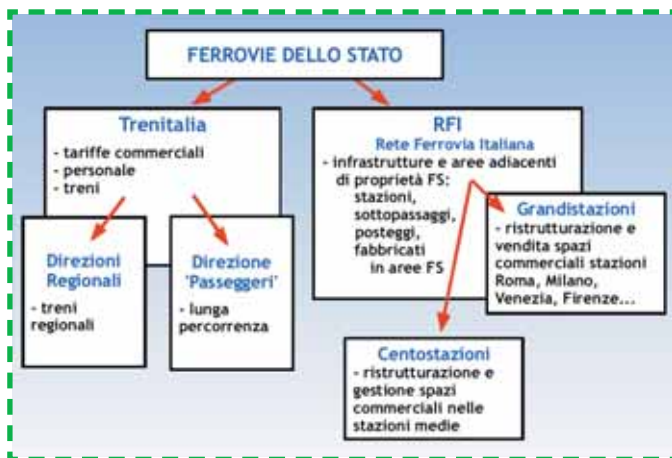 FERROVIE DELLO STATO
Trenitalia
- tariffe commerciali
- personale
- treni
Direzioni
Regionali
- treni
regionali
Direzione
'Passeggeri'
- lunga
percorrenza
RFI
Rete Ferrovia Italiana
- infrastrutture e aree adiacenti
di proprietà FS:
stazioni,
sottopassaggi,
posteggi,
fabbricati
in aree FS
Grandistazioni
- ristrutturazione e
vendita spazi
commerciali stazioni
Roma, Milano,
Venezia, Firenze...
Centostazioni
- ristrutturazione e
gestione spazi
commerciali nelle
stazioni medie